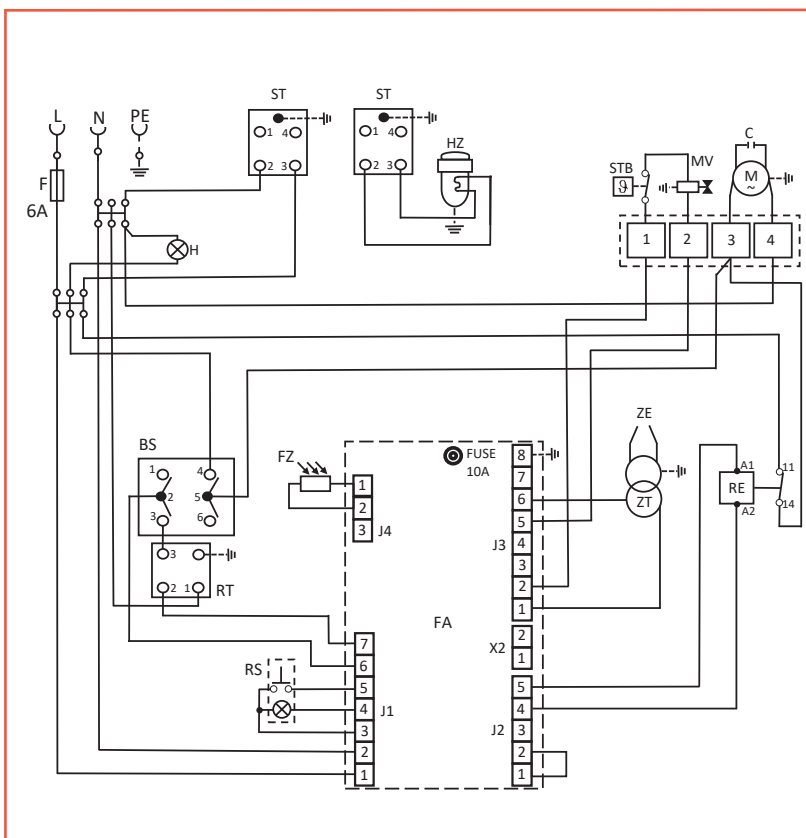 L N PE
F
6A
ST
1 4
2 3
ST
1 4
2 3
HZ
H
STB
ϑ
MV
C
M
~
1 2 3 4
BS
1 4
2 5
3 6
3
2 1
RT
FZ
1
2
3
J4
FUSE
10A
8
7
6
5
4
3
2
1
J3
ZE
ZT
A1
RE
A2
11
14
FA
X2
2
1
RS
7
6
5
4
3
2
1
J1
5
4
3
2
1
J2